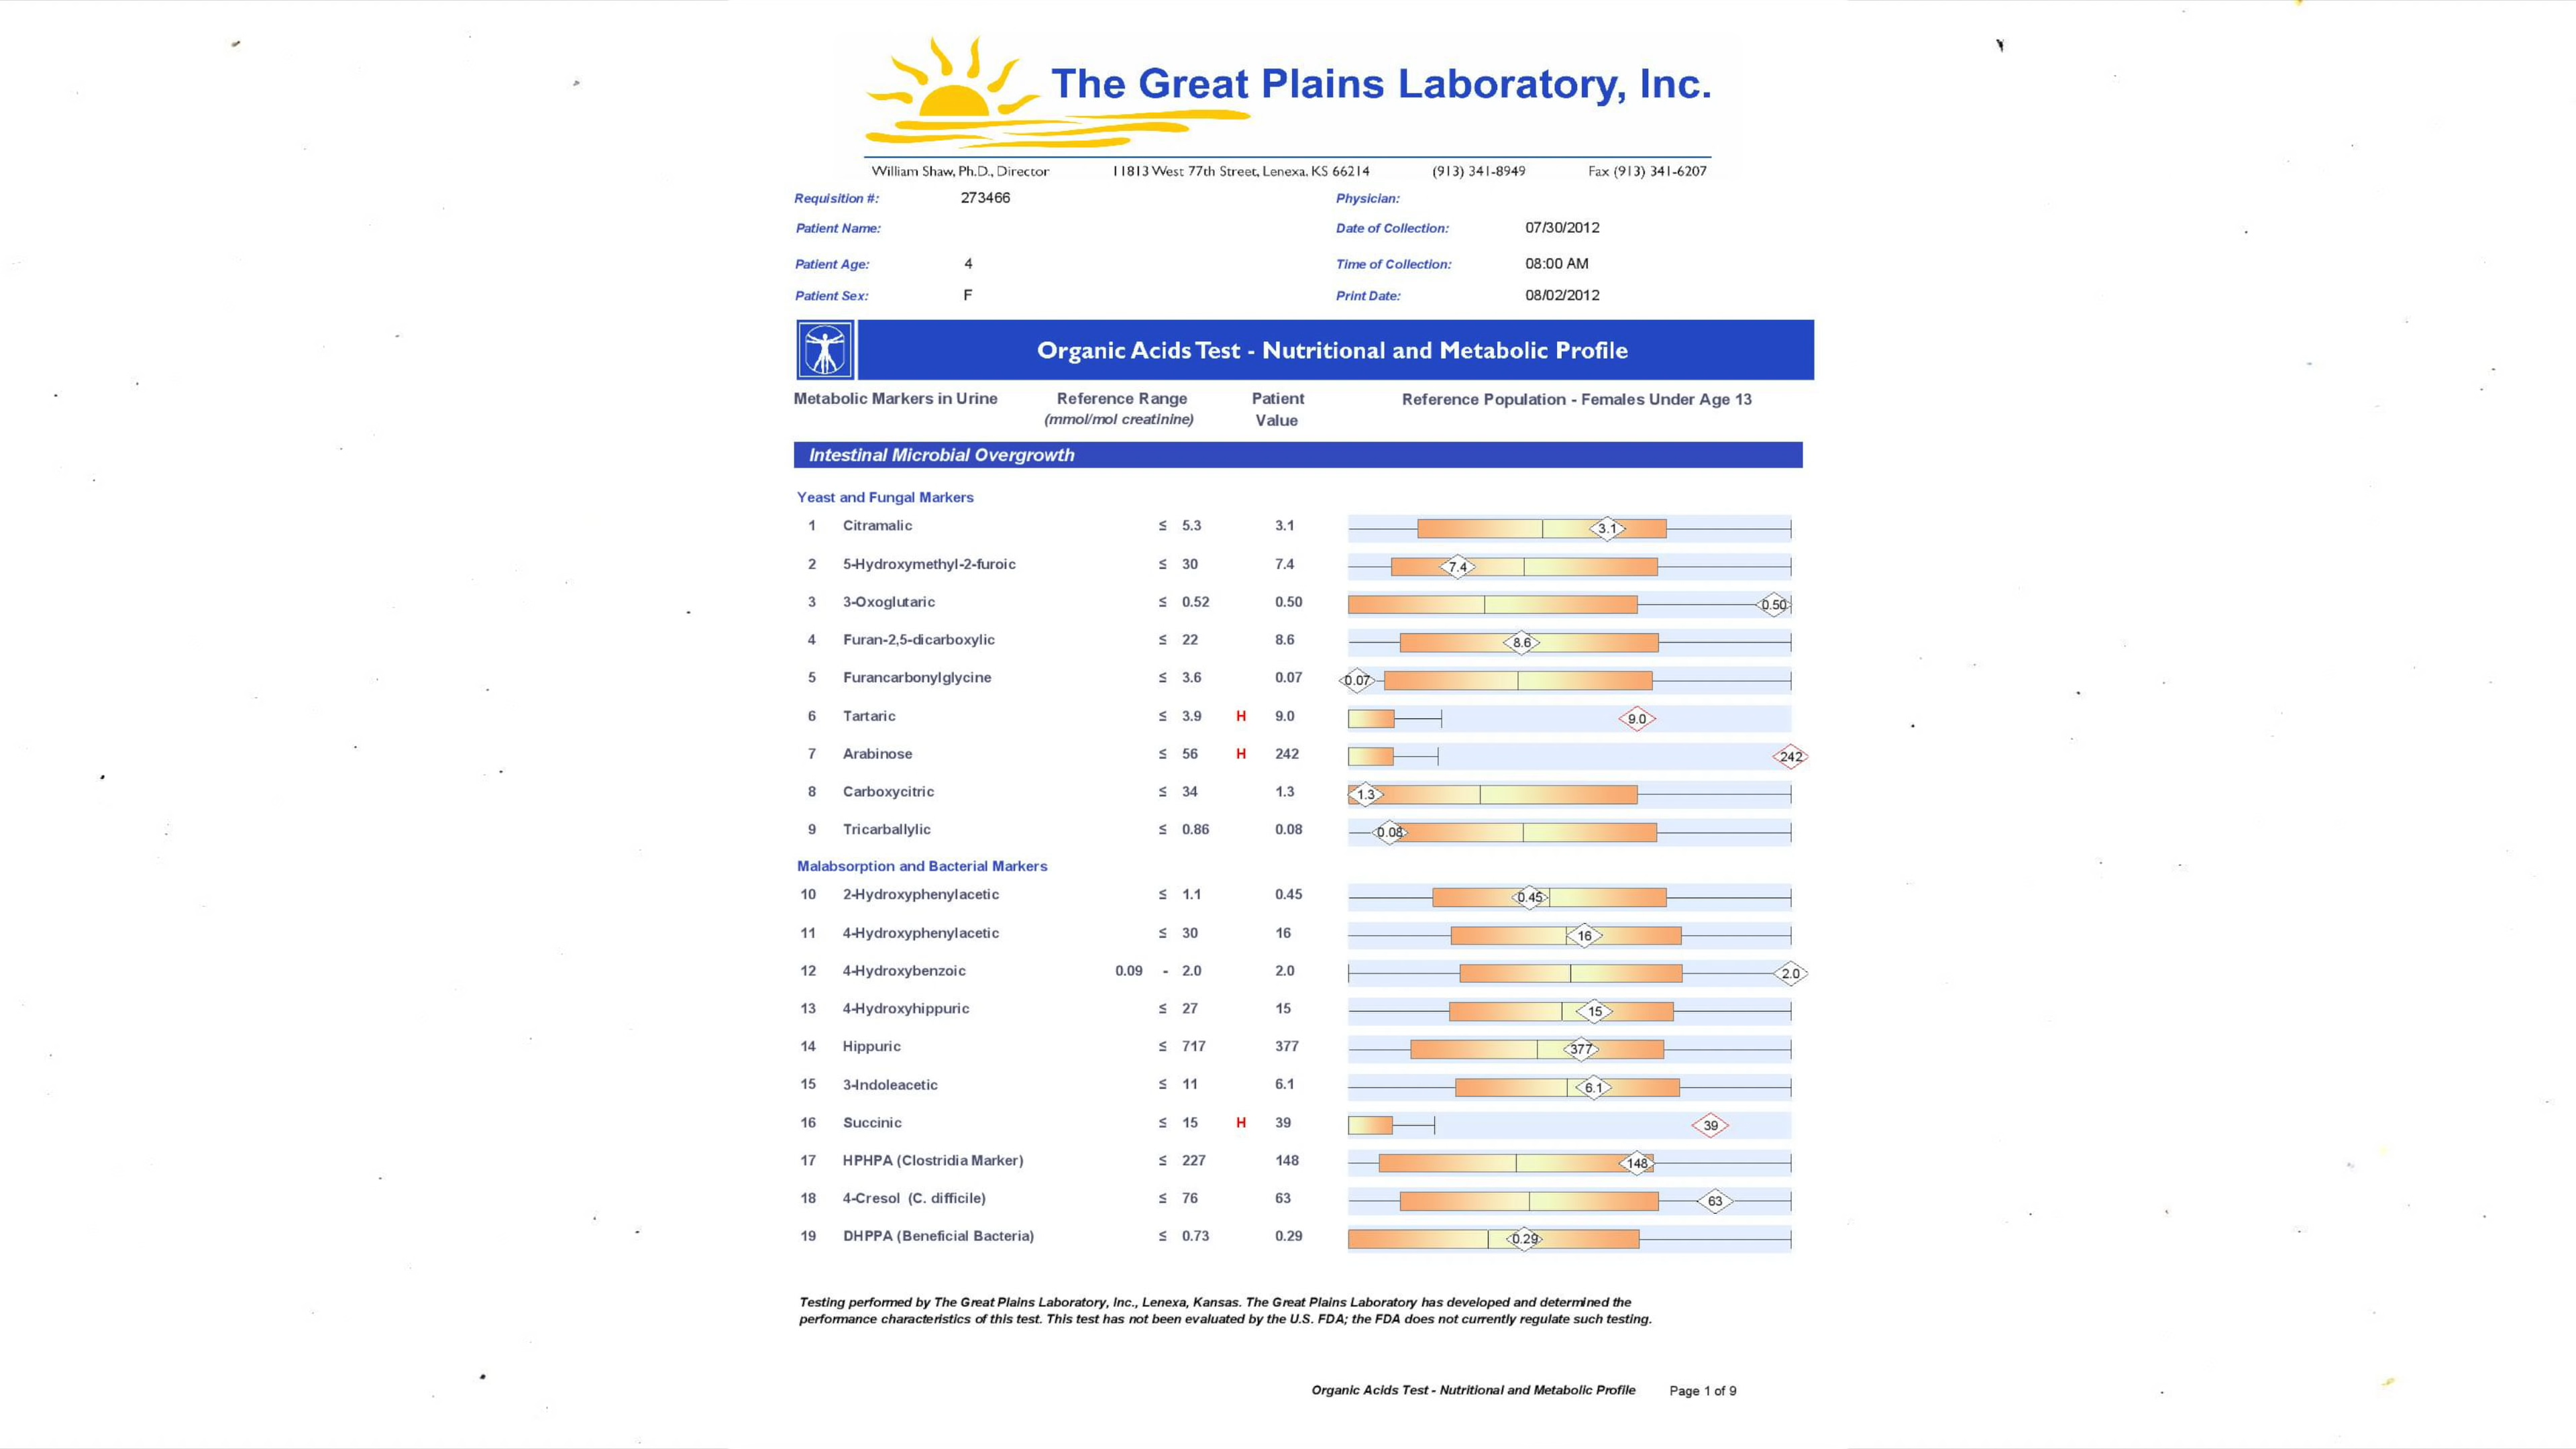 The Great Plains Laboratory, Inc.
William Shaw, Ph.D., Director 11813 West 77th Street, Lenexa, KS 66214 (913) 341-8949 Fax (913) 341-6207
Requisition #: 273466 Physician:
Patient Name: Date of Collection: 07/30/2012
Patient Age: 4 Time of Collection: 08:00 AM
Patient Sex: F Print Date: 08/02/2012
Organic Acids Test - Nutritional and Metabolic Profile
Metabolic Markers in Urine Reference Range Patient Reference Population - Females Under Age 13
(mmol/mol creatinine) Value
Intestinal Microbial Overgrowth
Yeast and Fungal Markers
1 Citramalic ≤ 5.3 3.1 3.1
2 5-Hydroxymethyl-2-furoic ≤ 30 7.4 7.4
3 3-Oxoglutaric ≤ 0.52 0.50 0.50
4 Furan-2,5-dicarboxylic ≤ 22 8.6 8.6
5 Furancarbonylglycine ≤ 3.6 0.07 0.07
6 Tartaric ≤ 3.9 H 9.0 9.0
7 Arabinose ≤ 56 H 242 242
8 Carboxycitric ≤ 34 1.3 1.3
9 Tricarballylic ≤ 0.86 0.08 0.08
Malabsorption and Bacterial Markers
10 2-Hydroxyphenylacetic ≤ 1.1 0.45 0.45
11 4-Hydroxyphenylacetic ≤ 30 16 16
12 4-Hydroxybenzoic 0.09 - 2.0 2.0 2.0
13 4-Hydroxyhippuric ≤ 27 15 15
14 Hippuric ≤ 717 377 377
15 3-Indoleacetic ≤ 11 6.1 6.1
16 Succinic ≤ 15 H 39 39
17 HPHPA (Clostridia Marker) ≤ 227 148 148
18 4-Cresol (C. difficile) ≤ 76 63 63
19 DHPPA (Beneficial Bacteria) ≤ 0.73 0.29 0.29
Testing performed by The Great Plains Laboratory, Inc., Lenexa, Kansas. The Great Plains Laboratory has developed and determined the
performance characteristics of this test. This test has not been evaluated by the U.S. FDA; the FDA does not currently regulate such testing.
Organic Acids Test - Nutritional and Metabolic Profile Page 1 of 9